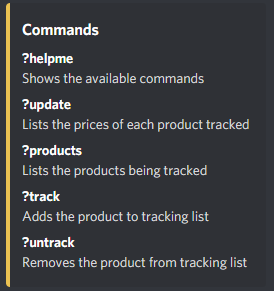 Commands
?helpme
Shows the available commands
?update
Lists the prices of each product tracked
?products
Lists the products being tracked
?track
Adds the product to tracking list
?untrack
Removes the product from tracking list